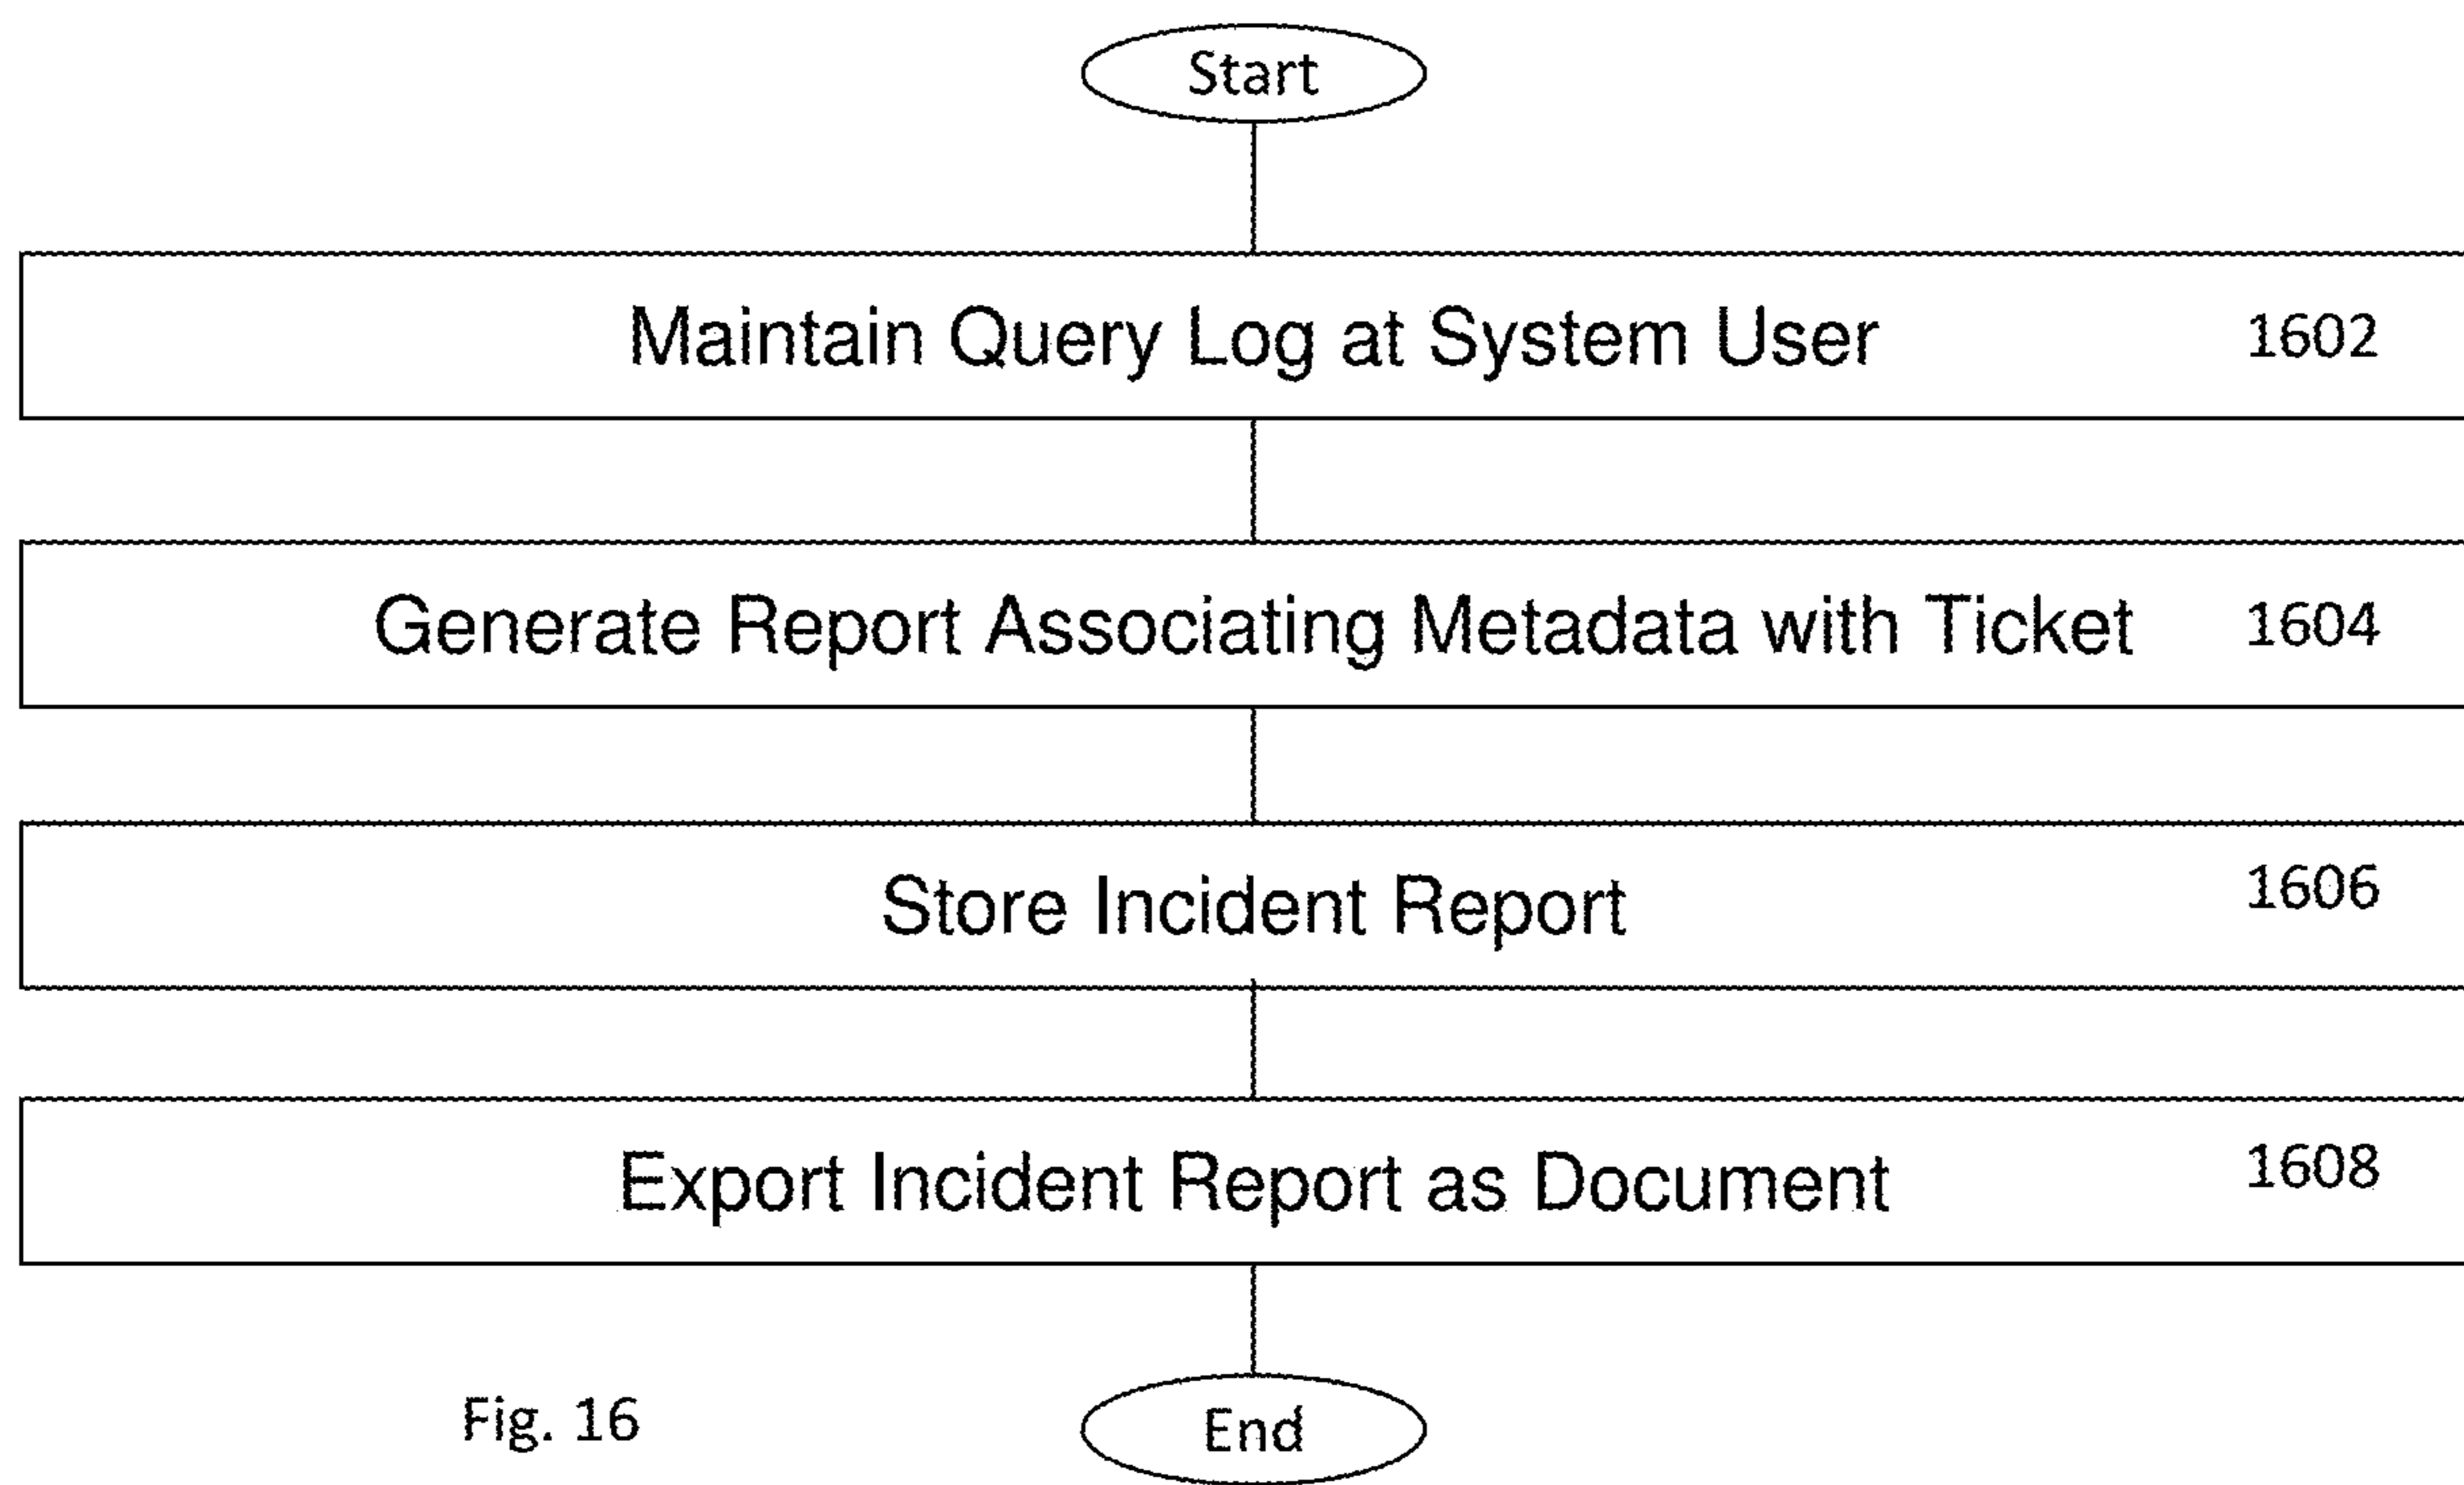 Start
Maintain Query Log at System User 1602
Generate Report Associating Metadata with Ticket 1604
Store Incident Report 1606
Export Incident Report as Document 1608
Fig. 16
End